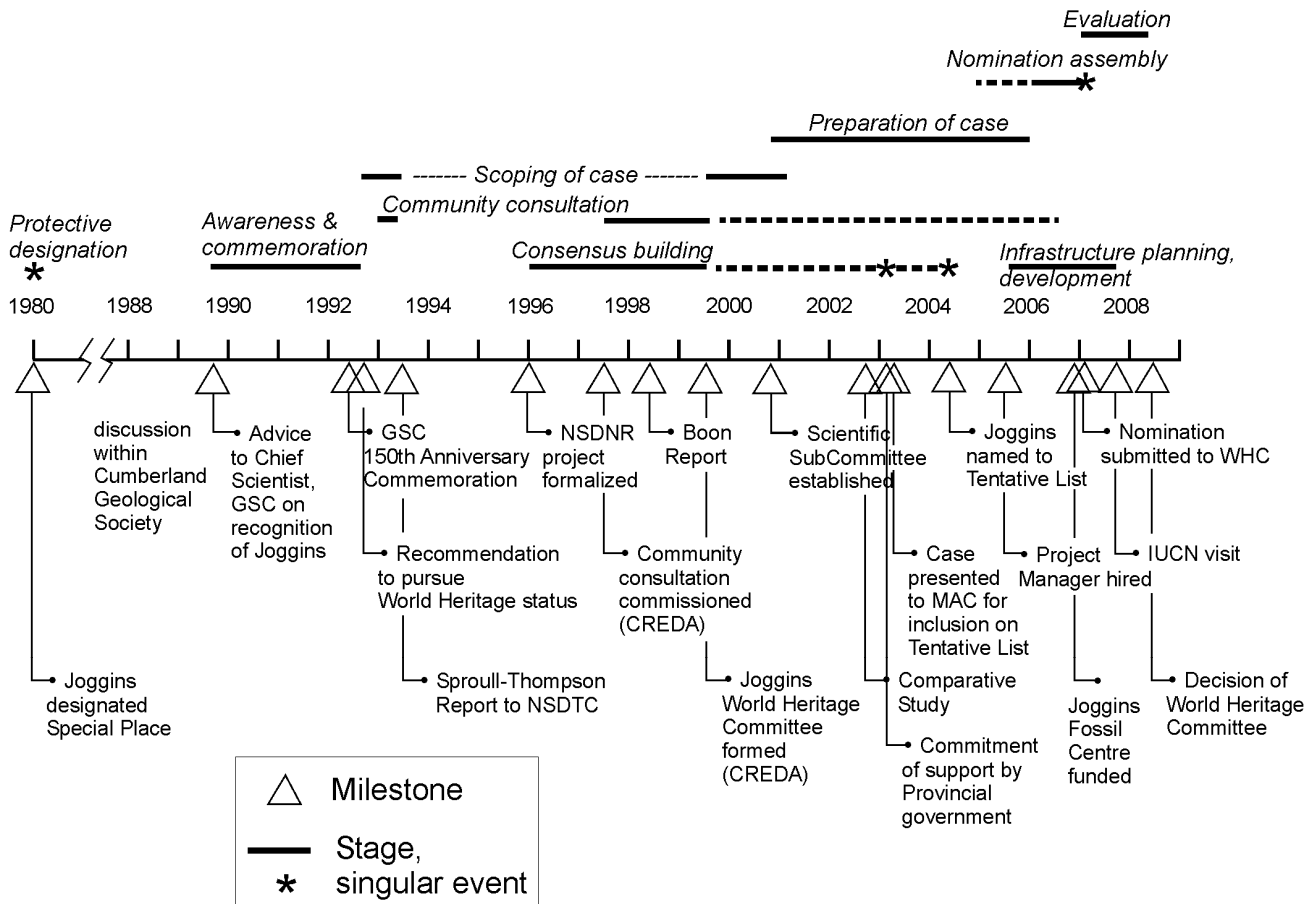 Evaluation
Nomination assembly
Preparation of case
Scoping of case
Community consultation
Protective
designation
Awareness &
commemoration
Consensus building
Infrastructure planning,
development
1980 1988 1990 1992 1994 1996 1998 2000 2002 2004 2006 2008
discussion
within
Cumberland
Geological
Society
Advice
to Chief
Scientist,
GSC on
recognition
of Joggins
GSC
150th Anniversary
Commemoration
NSDNR
project
formalized
Boon
Report
Scientific
SubCommittee
established
Joggins
named to
Tentative List
Nomination
submitted to WHC
Recommendation
to pursue
World Heritage status
Community
consultation
commissioned
(CREDA)
Case
presented
to MAC for
inclusion on
Tentative List
Project
Manager hired
IUCN visit
Joggins
designated
Special Place
Sproull-Thompson
Report to NSDTC
Joggins
World Heritage
Committee
formed
(CREDA)
Comparative
Study
Commitment
of support by
Provincial
government
Joggins
Fossil
Centre
funded
Decision of
World Heritage
Committee
Milestone
Stage,
singular event